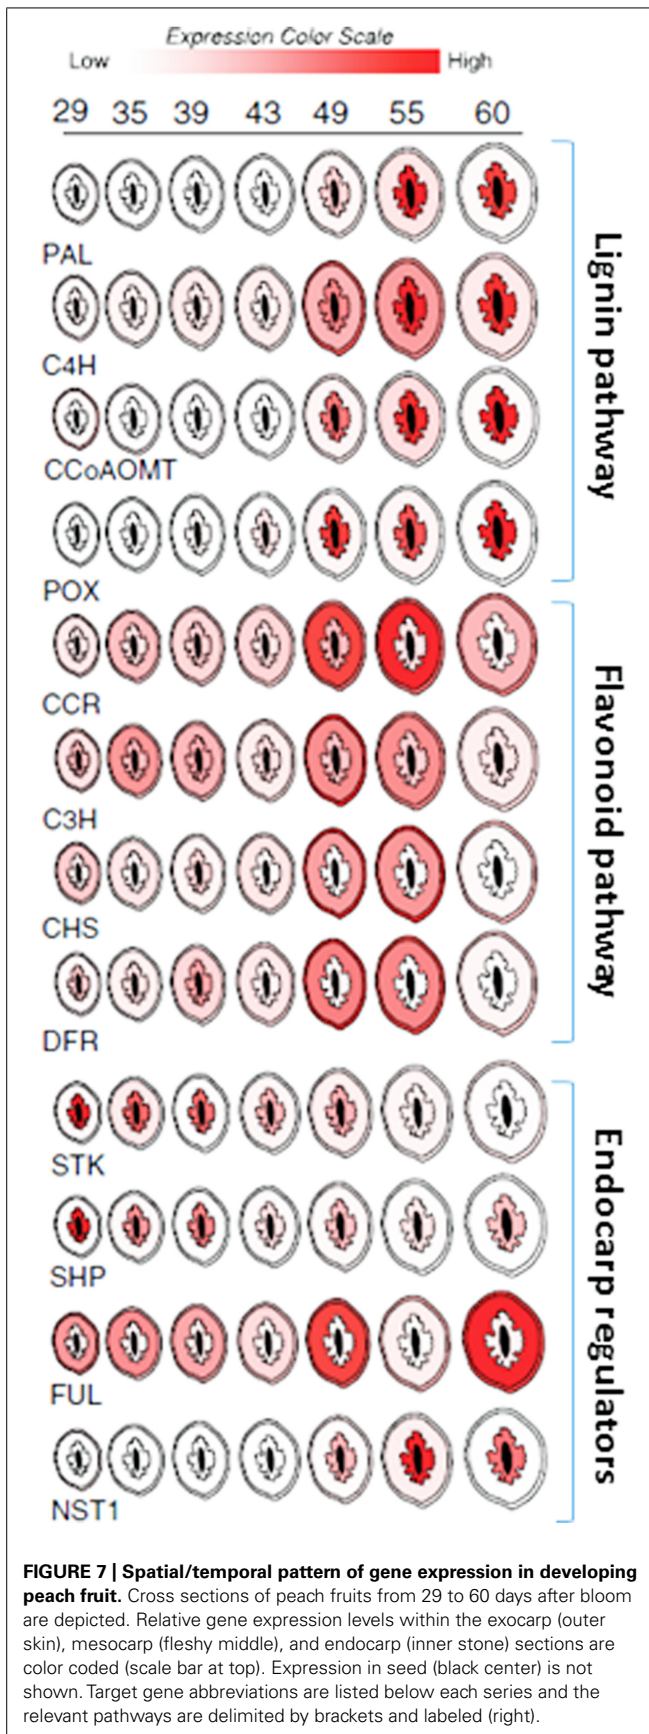 Expression Color Scale
Low High
29 35 39 43 49 55 60
PAL
C4H
CCoAOMT
POX
Lignin pathway
CCR
C3H
CHS
DFR
Flavonoid pathway
STK
SHP
FUL
NST1
Endocarp regulators
FIGURE 7 | Spatial/temporal pattern of gene expression in developing
peach fruit. Cross sections of peach fruits from 29 to 60 days after bloom
are depicted. Relative gene expression levels within the exocarp (outer
skin), mesocarp (fleshy middle), and endocarp (inner stone) sections are
color coded (scale bar at top). Expression in seed (black center) is not
shown. Target gene abbreviations are listed below each series and the
relevant pathways are delimited by brackets and labeled (right).